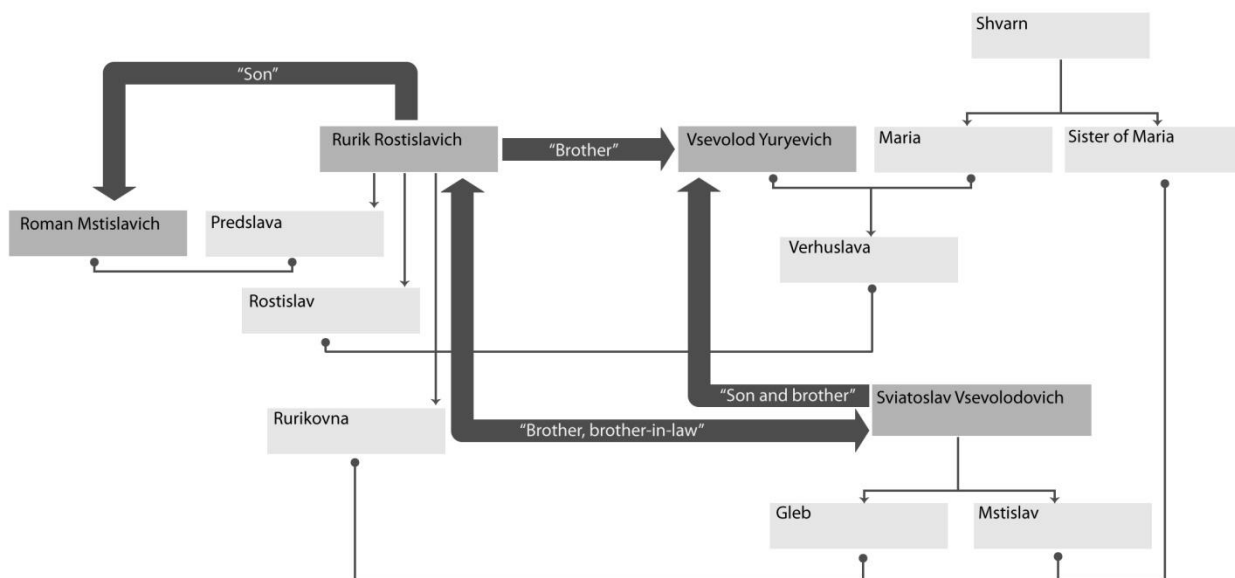 Shvarn
“Son”
Rurik Rostislavich
“Brother”
Vsevolod Yuryevich
Maria
Sister of Maria
Roman Mstislavich
Predslava
Verhuslava
Rostislav
“Son and brother”
Sviatoslav Vsevolodovich
Rurikovna
“Brother, brother-in-law”
Gleb
Mstislav